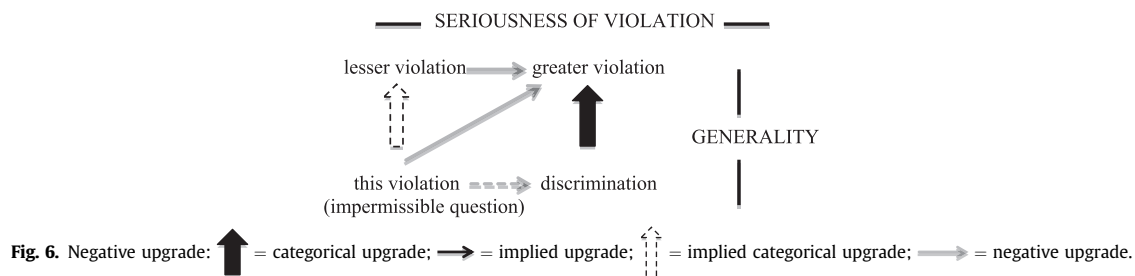 SERIOUSNESS OF VIOLATION
lesser violation greater violation
GENERALITY
this violation discrimination
(impermissible question)
Fig. 6. Negative upgrade: = categorical upgrade; = implied upgrade; = implied categorical upgrade; = negative upgrade.